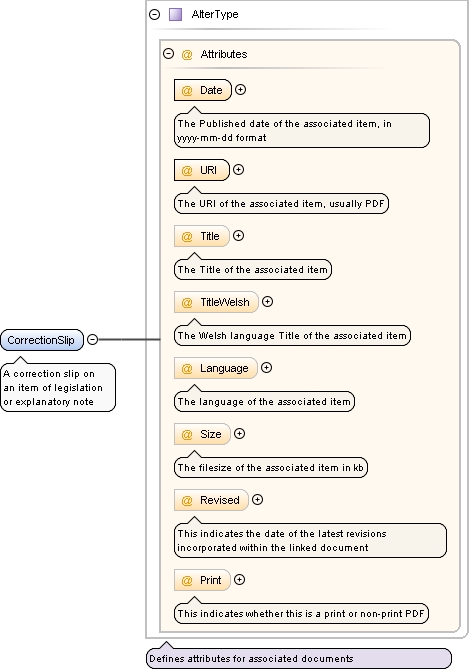 AlterType
@ Attributes
@ Date
The Published date of the associated item, in
yyyy-mm-dd format
@ URI
The URI of the associated item, usually PDF
@ Title
The Title of the associated item
@ TitleWelsh
The Welsh language Title of the associated item
CorrectionSlip
A correction slip on
an item of legislation
or explanatory note
@ Language
The language of the associated item
@ Size
The filesize of the associated item in kb
@ Revised
This indicates the date of the latest revisions
incorporated within the linked document
@ Print
This indicates whether this is a print or non-print PDF
Defines attributes for associated documents